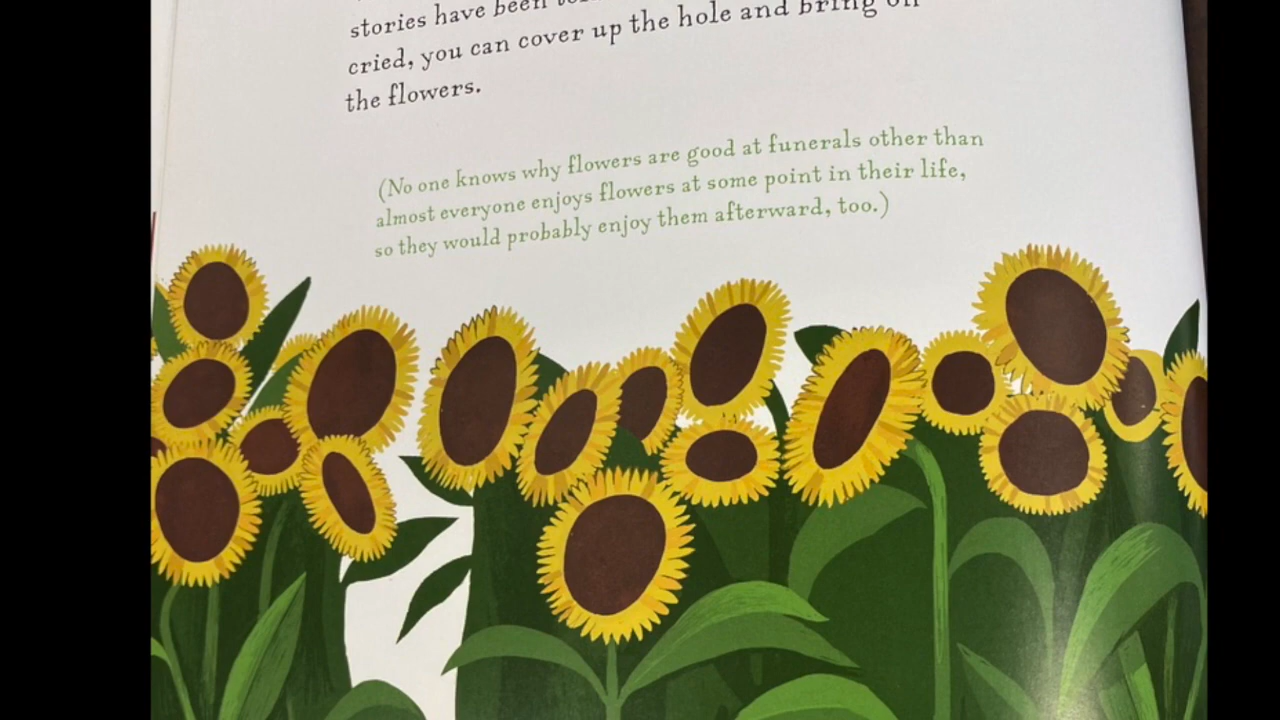 stories have been
cried, you can cover up the hole and bring on
the flowers.
(No one knows why flowers are good at funerals other than
almost everyone enjoys flowers at some point in their life,
so they would probably enjoy them afterward, too.)